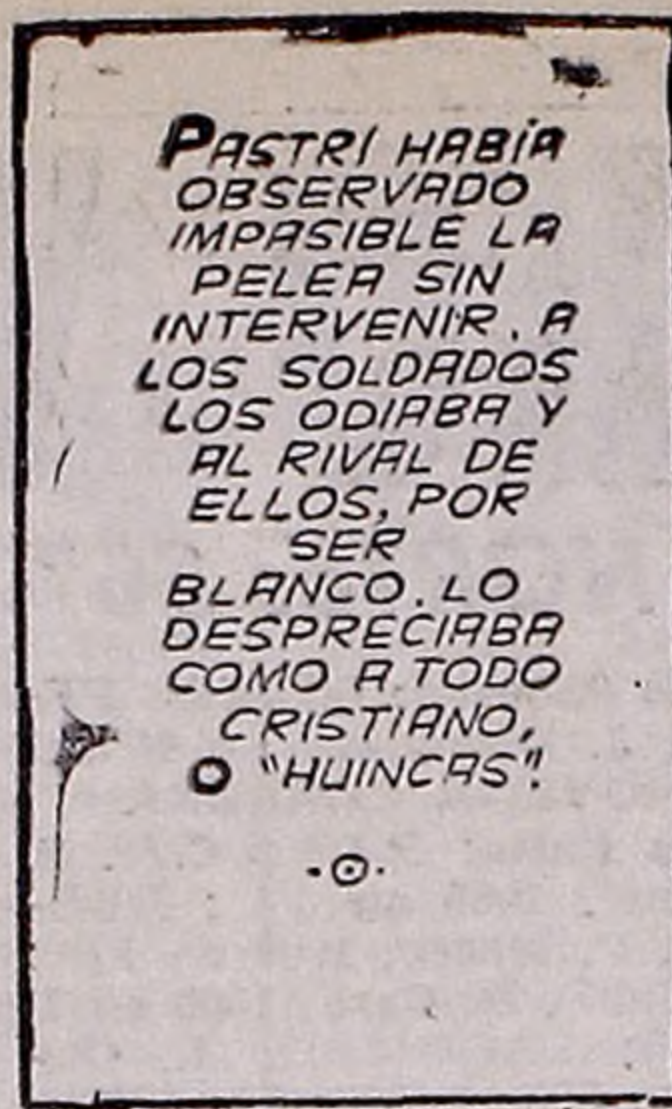 PASTRI HABÍA
OBSERVADO
IMPASIBLE LA
PELEA SIN
INTERVENIR. A
LOS SOLDADOS
LOS ODIABA Y
AL RIVAL DE
ELLOS, POR
SER
BLANCO. LO
DESPRECIABA
COMO A TODO
CRISTIANO,
O "HUINCAS".